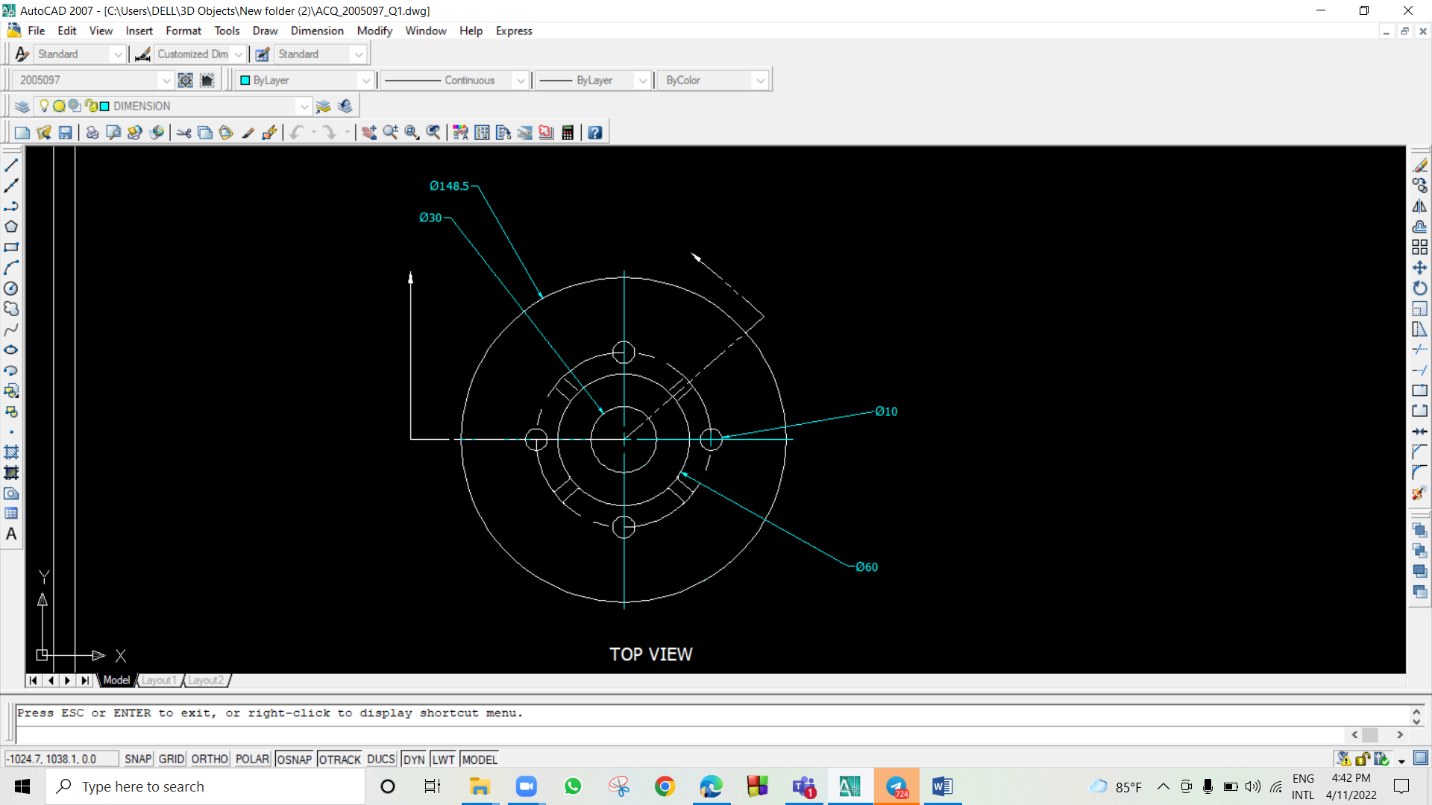 AutoCAD 2007 - [C:\Users\DELL\3D Objects\New folder (2)\ACQ_2005097_Q1.dwg]
File Edit View Insert Format Tools Draw Dimension Modify Window Help Express
Standard Customized Dim Standard
2005097 ByLayer Continuous ByLayer ByColor
DIMENSION
Ø148.5
Ø30
Ø10
Ø60
TOP VIEW
Y
X
A
Model Layout1 Layout2
Press ESC or ENTER to exit, or right-click to display shortcut menu.
-1024.7, 1038.1, 0.0 SNAP GRID ORTHO POLAR OSNAP OTRACK DUCS DYN LWT MODEL
Type here to search
724
1
85°F
ENG
INTL
4:42 PM
4/11/2022